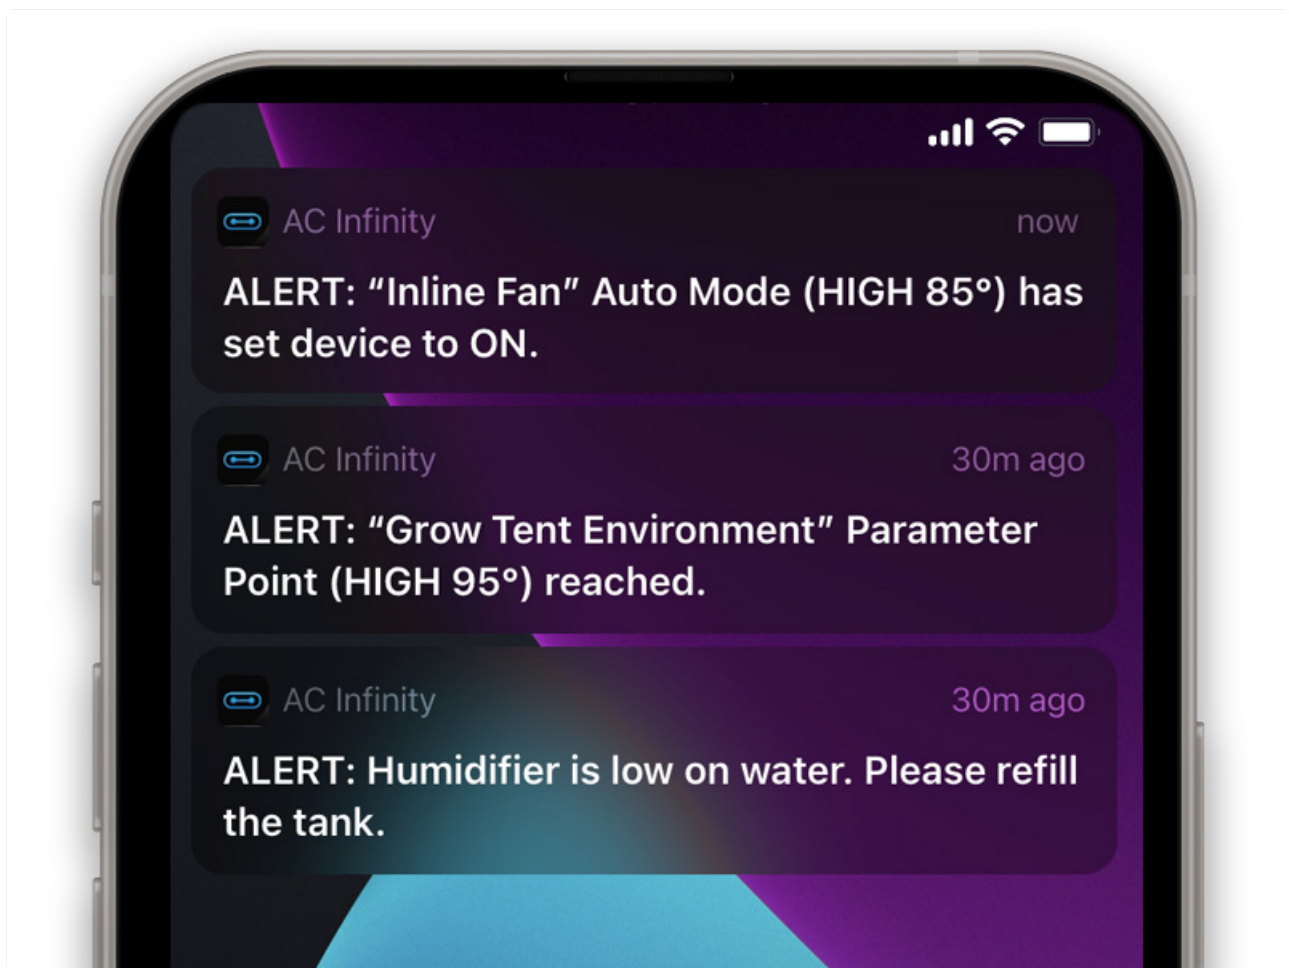 AC Infinity now
ALERT: “Inline Fan” Auto Mode (HIGH 85°) has
set device to ON.
AC Infinity 30m ago
ALERT: “Grow Tent Environment” Parameter
Point (HIGH 95°) reached.
AC Infinity 30m ago
ALERT: Humidifier is low on water. Please refill
the tank.